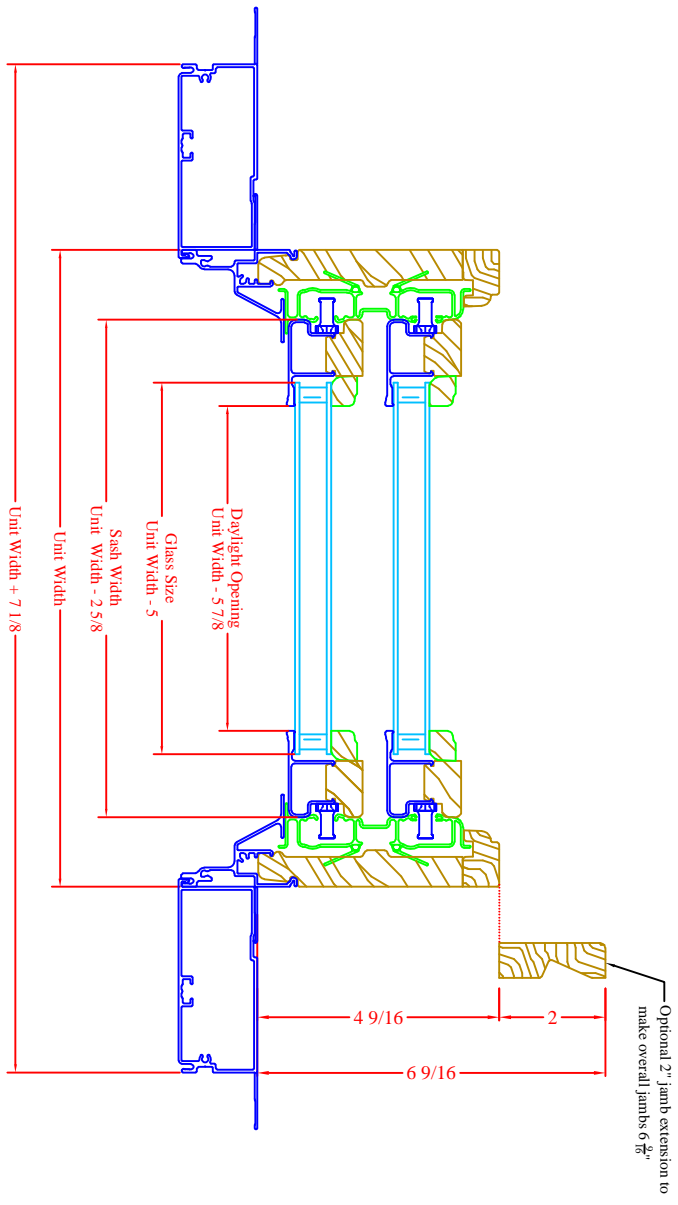 Optional 2" jamb extension to
make overall jambs 6 9/16"
2
4 9/16
6 9/16
Daylight Opening
Unit Width - 5 7/8
Glass Size
Unit Width - 5
Sash Width
Unit  Width - 2 5/8
Unit Width
Unit Width + 7 1/8